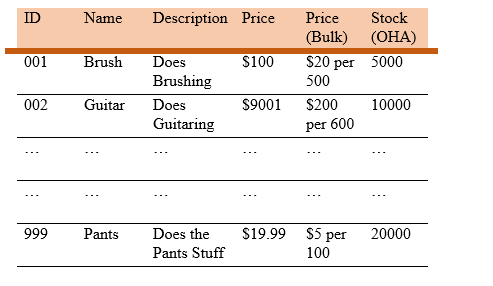 ID Name Description Price Price Stock
(Bulk) (OHA)
001 Brush Does $100 $20 per 5000
Brushing 500
002 Guitar Does $9001 $200 10000
Guitaring per 600
... ... ... ... ... ...
... ... ... ... ... ...
999 Pants Does the $19.99 $5 per 20000
Pants Stuff 100